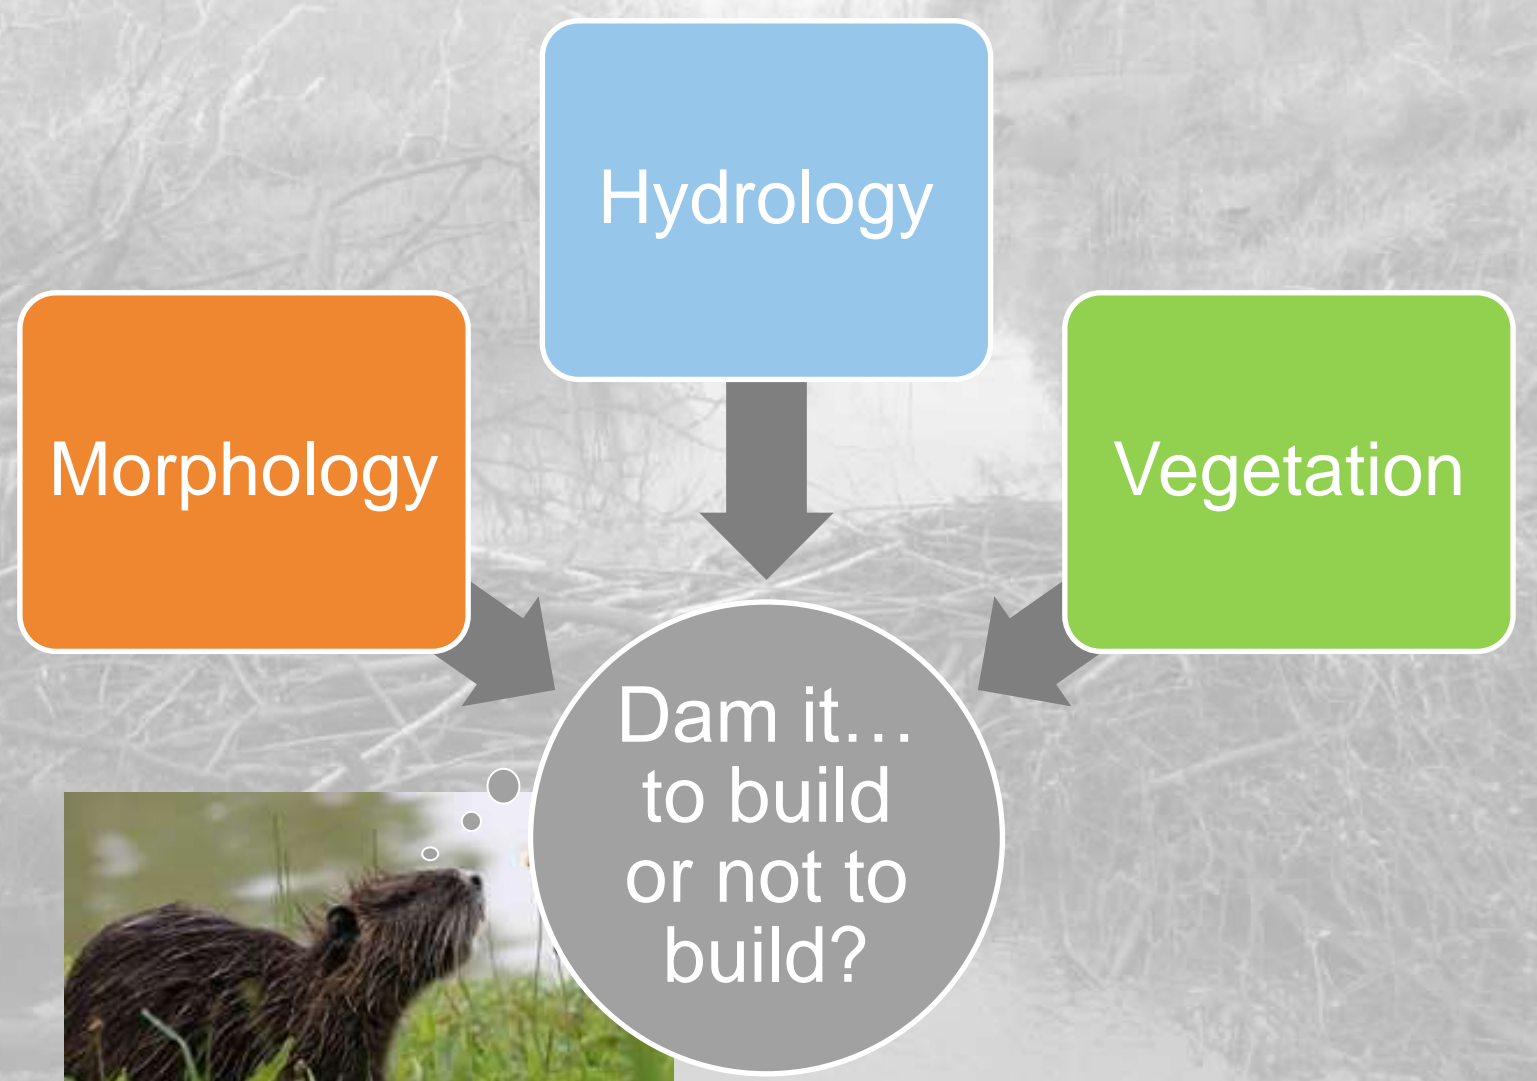 Hydrology
Morphology
Vegetation
Dam it…
to build
or not to
build?